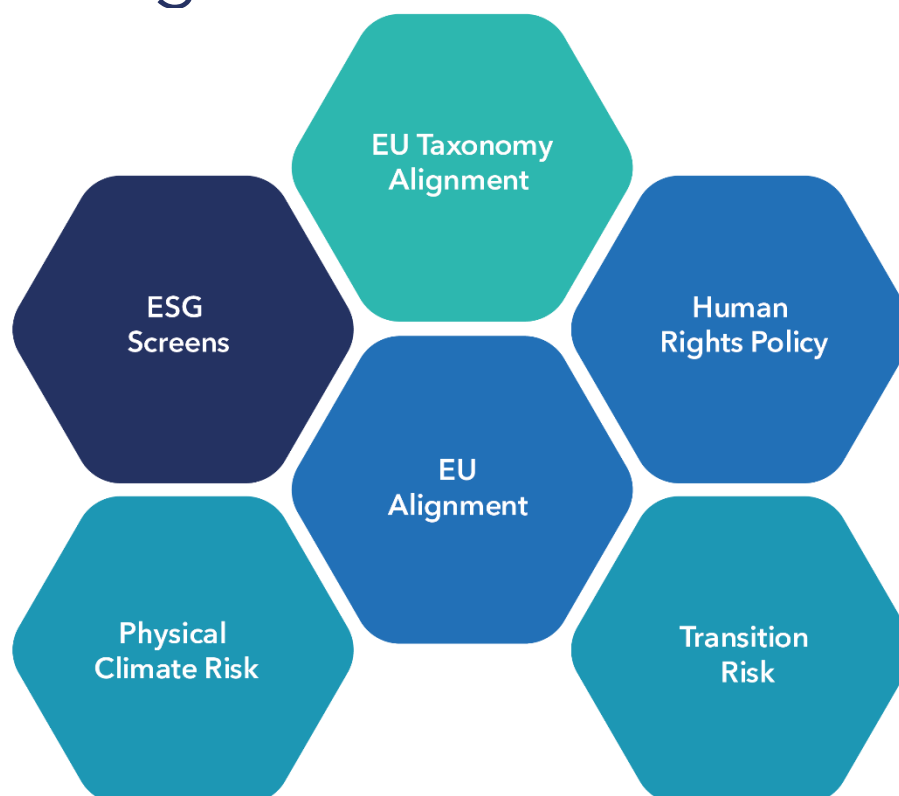 EU Taxonomy
Alignment
ESG
Screens
Human
Rights Policy
EU
Alignment
Physical
Climate Risk
Transition
Risk